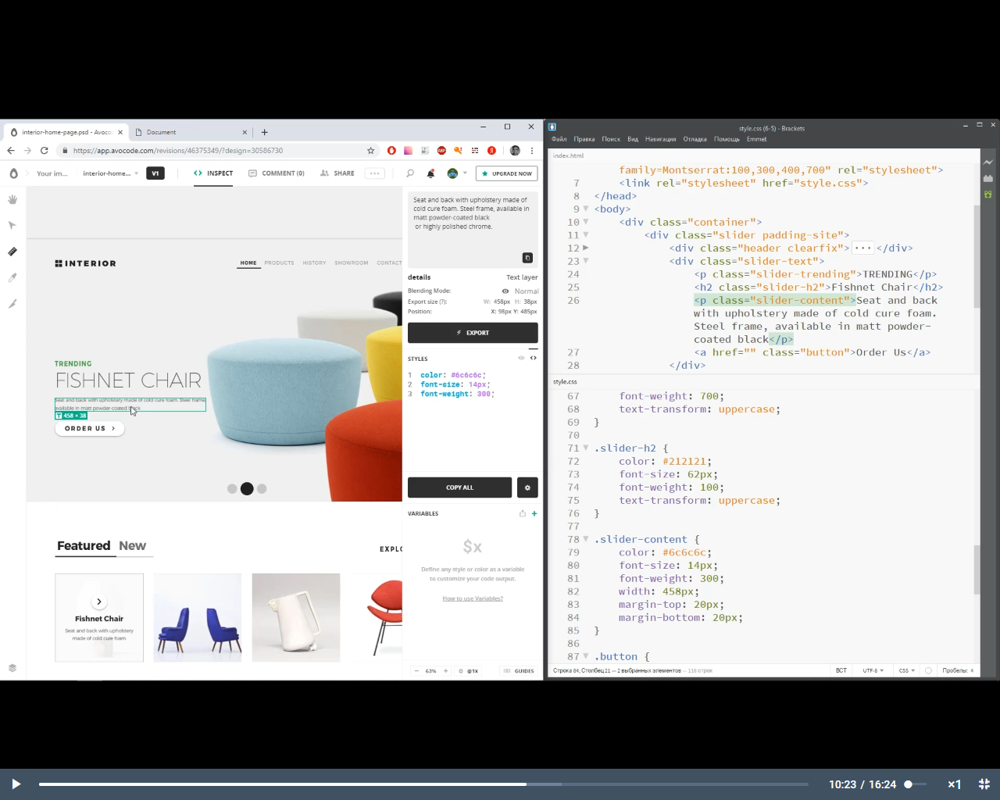 interior-home-page.psd - Avoco
Document
https://app.avocode.com/revisions/46375349/?design=30586730
Your im...
interior-home...
V1
INSPECT
COMMENT (0)
SHARE
UPGRADE NOW
INTERIOR
HOME
PRODUCTS
HISTORY
SHOWROOM
CONTACT
TRENDING
FISHNET CHAIR
Seat and back with upholstery made of cold cure foam. Steel frame,
available in matt powder-coated black
458 × 38
ORDER US
Featured
New
EXPLO
Fishnet Chair
Seat and back with upholstery
made of cold cure foam
Seat and back with upholstery made of
cold cure foam. Steel frame, available in
matt powder-coated black
or highly polished chrome.
details
Text layer
Blending Mode:
Normal
Export size (?):
W: 458px H: 38px
Position:
X: 98px Y: 485px
EXPORT
STYLES
1 color: #6c6c6c;
2 font-size: 14px;
3 font-weight: 300;
COPY ALL
VARIABLES
$x
Define any style or color as a variable
to customize your code output.
How to use Variables?
63%
@1x
GUIDES
style.css (6-5) - Brackets
Файл Правка Поиск Вид Навигация Отладка Помощь Emmet
index.html
family=Montserrat:100,300,400,700" rel="stylesheet">
7 <link rel="stylesheet" href="style.css">
8 </head>
9 <body>
10 <div class="container">
11 <div class="slider padding-site">
12 <div class="header clearfix">...</div>
23 <div class="slider-text">
24 <p class="slider-trending">TRENDING</p>
25 <h2 class="slider-h2">Fishnet Chair</h2>
26 <p class="slider-content">Seat and back
with upholstery made of cold cure foam.
Steel frame, available in matt powder-
coated black</p>
27 <a href="" class="button">Order Us</a>
28 </div>
style.css
67 font-weight: 700;
68 text-transform: uppercase;
69 }
70
71 .slider-h2 {
72 color: #212121;
73 font-size: 62px;
74 font-weight: 100;
75 text-transform: uppercase;
76 }
77
78 .slider-content {
79 color: #6c6c6c;
80 font-size: 14px;
81 font-weight: 300;
82 width: 458px;
83 margin-top: 20px;
84 margin-bottom: 20px;
85 }
86
87 .button {
Строка 84, Столбец 21 — 2 выбранных элементов — 116 строк
ВСТ
UTF-8
CSS
Пробелы: 4
10:23 / 16:24
×1